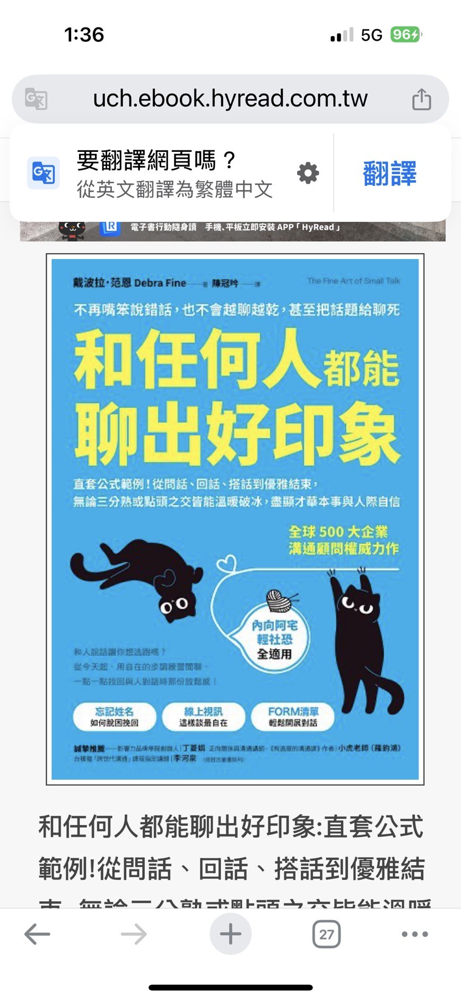 1:36
5G
96
uch.ebook.hyread.com.tw
要翻譯網頁嗎？
從英文翻譯為繁體中文
翻譯
電子書行動隨身讀 手機、平板立即安裝 APP「HyRead」
戴波拉·范恩 Debra Fine 著 陳冠吟 譯
The Fine Art of Small Talk
不再嘴笨說錯話，也不會越聊越乾，甚至把話題給聊死
和任何人都能
聊出好印象
直套公式範例！從問話、回話、搭話到優雅結束，
無論三分熟或點頭之交皆能溫暖破冰，盡顯才華本事與人際自信
全球 500 大企業
溝通顧問權威力作
內向阿宅
輕社恐
全適用
和人說話讓你想逃跑嗎？
從今天起，用自在的步調練習閒聊，
一點一點找回與人對話時那份放鬆感！
忘記姓名
如何脫困挽回
線上視訊
這樣談最自在
FORM清單
輕鬆開展對話
誠摯推薦——影響力品牌學院創辦人|丁菱娟 正向關係與溝通講師、《有溫度的溝通課》作者|小虎老師（羅鈞鴻）
台積電「跨世代溝通」課程指定講師|李河泉 （依姓氏筆畫排列）
和任何人都能聊出好印象:直套公式
範例!從問話、回話、搭話到優雅結
束, 無論三分熟或點頭之交皆能溫暖
27